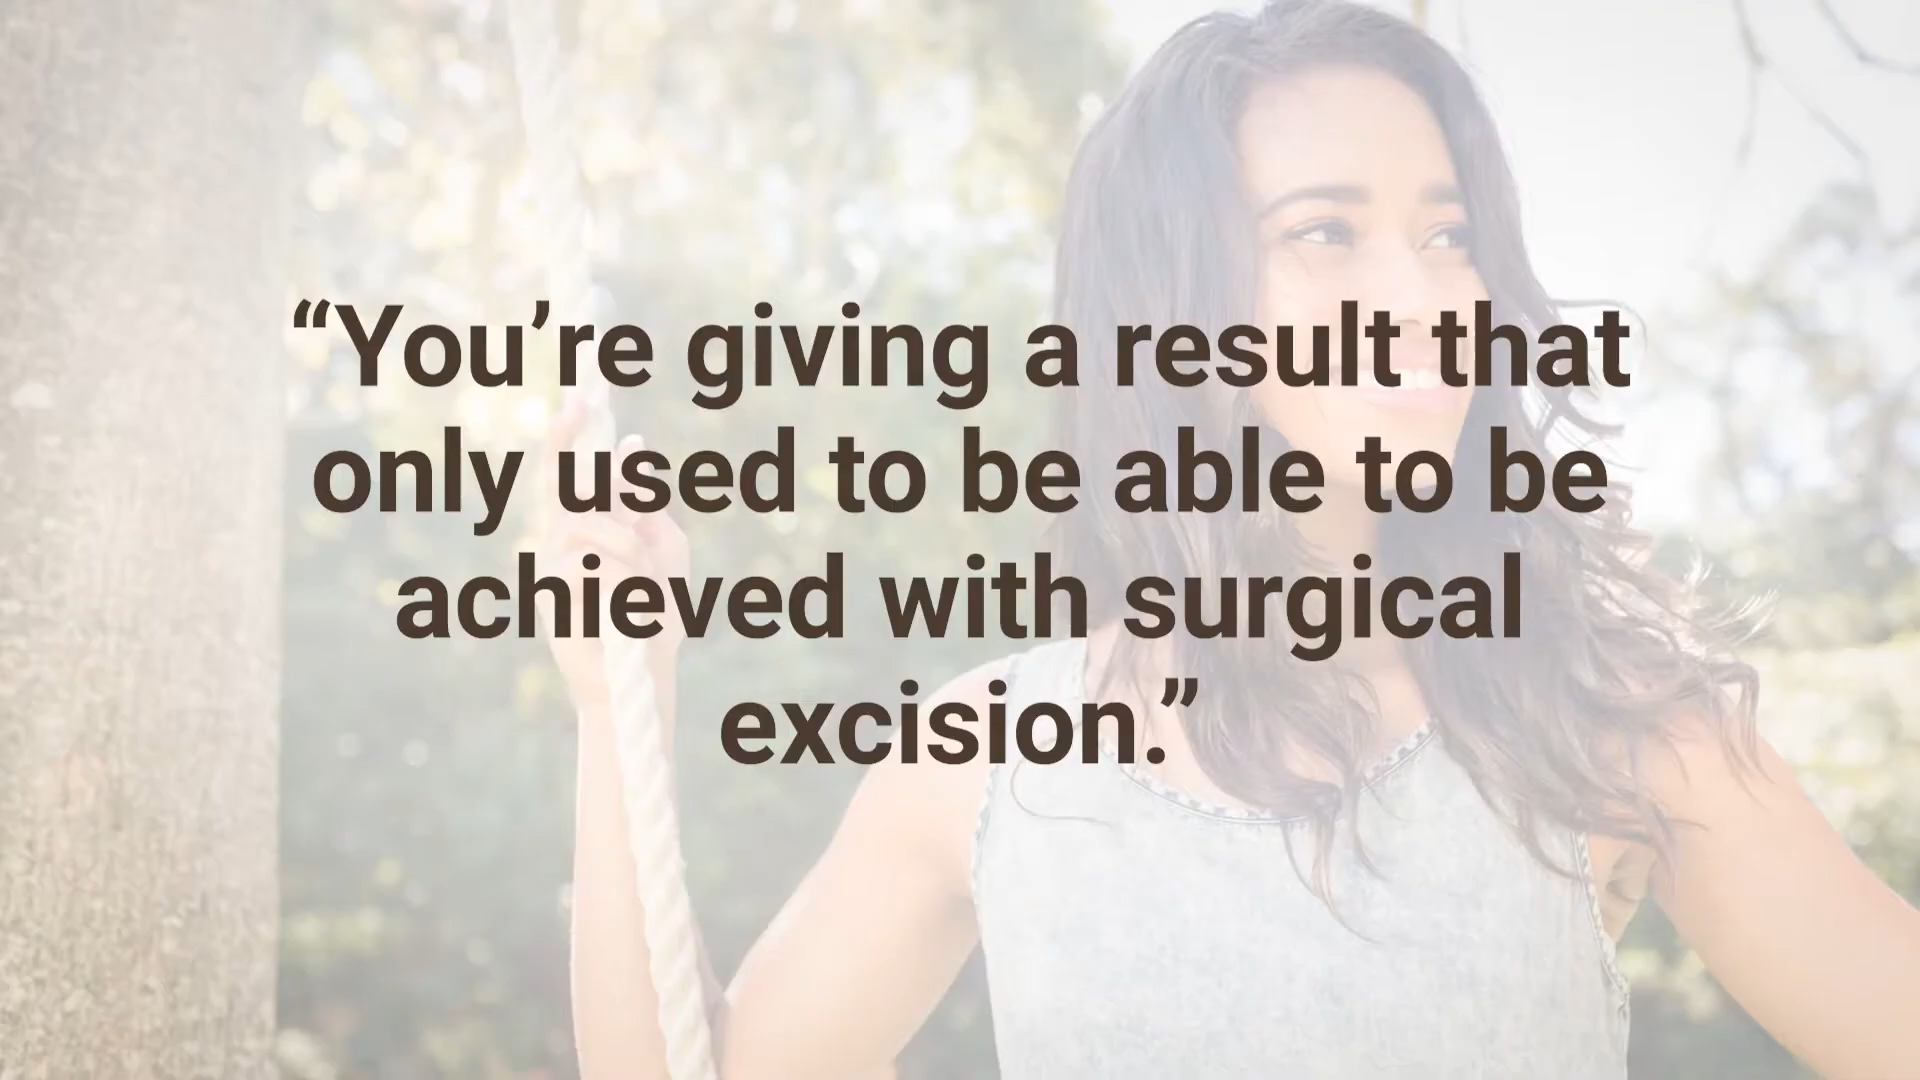 “You’re giving a result that
only used to be able to be
achieved with surgical
excision.”